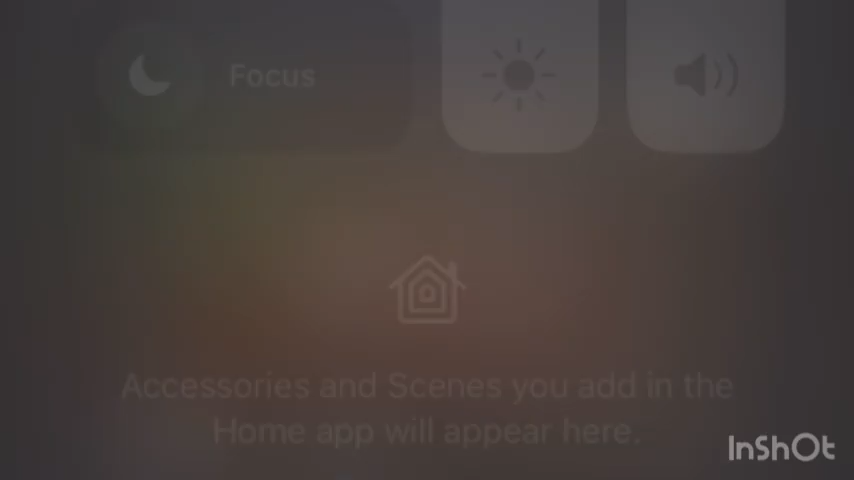 Focus
Accessories and Scenes you add in the
Home app will appear here.
InShOt